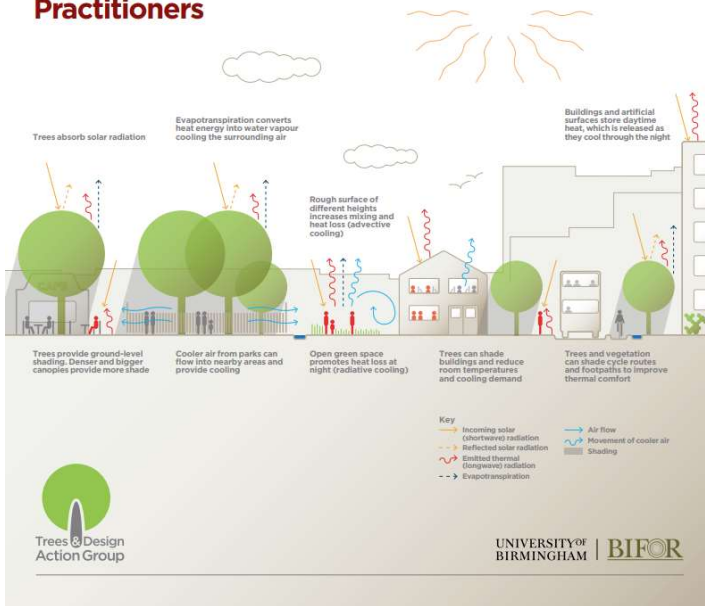 Practitioners
Trees absorb solar radiation
Evapotranspiration converts
heat energy into water vapour
cooling the surrounding air
Buildings and artificial
surfaces store daytime
heat, which is released as
they cool through the night
Rough surface of
different heights
increases mixing and
heat loss (advective
cooling)
CAFE
Trees provide ground-level
shading. Denser and bigger
canopies provide more shade
Cooler air from parks can
flow into nearby areas and
provide cooling
Open green space
promotes heat loss at
night (radiative cooling)
Trees can shade
buildings and reduce
room temperatures
and cooling demand
Trees and vegetation
can shade cycle routes
and footpaths to improve
thermal comfort
Key
Incoming solar
(shortwave) radiation
Reflected solar radiation
Emitted thermal
(longwave) radiation
Evapotranspiration
Air flow
Movement of cooler air
Shading
Trees & Design
Action Group
UNIVERSITY OF
BIRMINGHAM
BIFOR